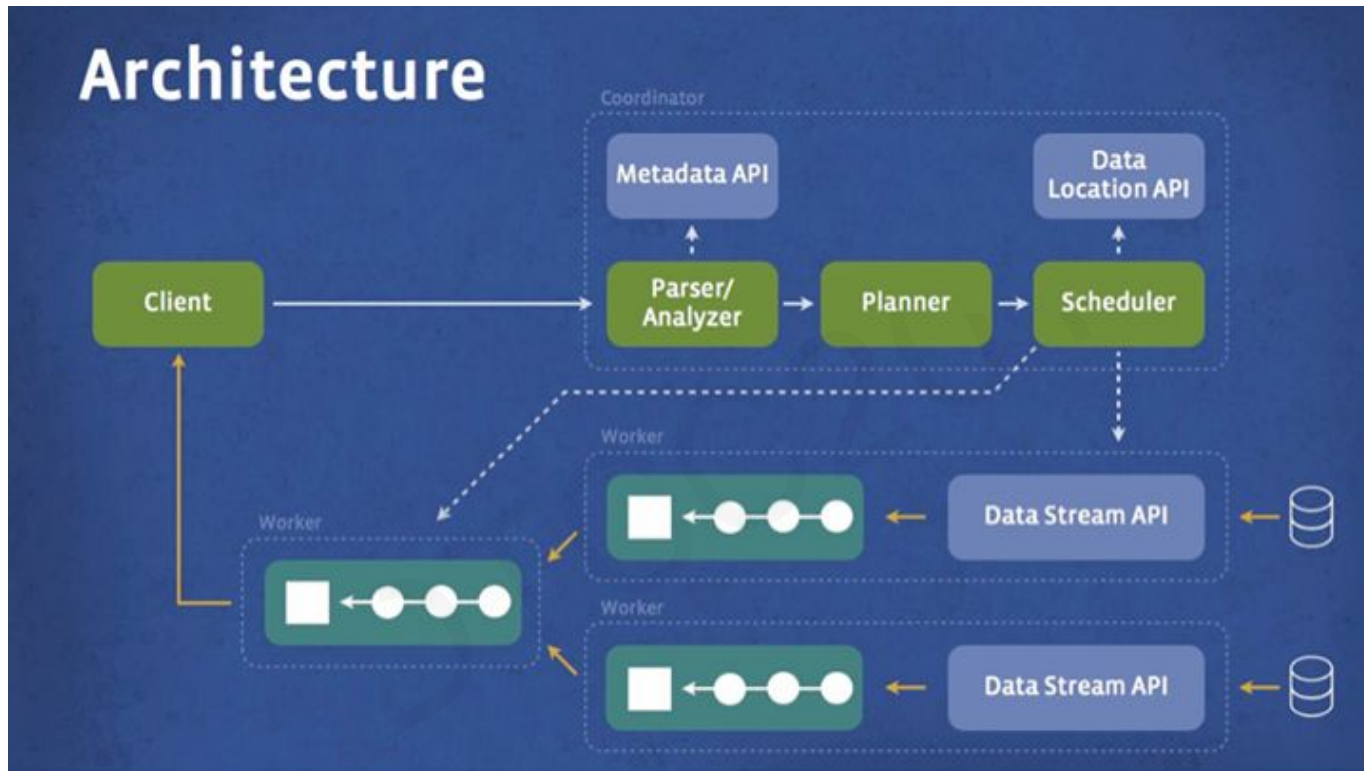 Architecture
Coordinator
Metadata API
Data
Location API
Client
Parser/
Analyzer
Planner
Scheduler
Worker
Data Stream API
Worker
Worker
Data Stream API